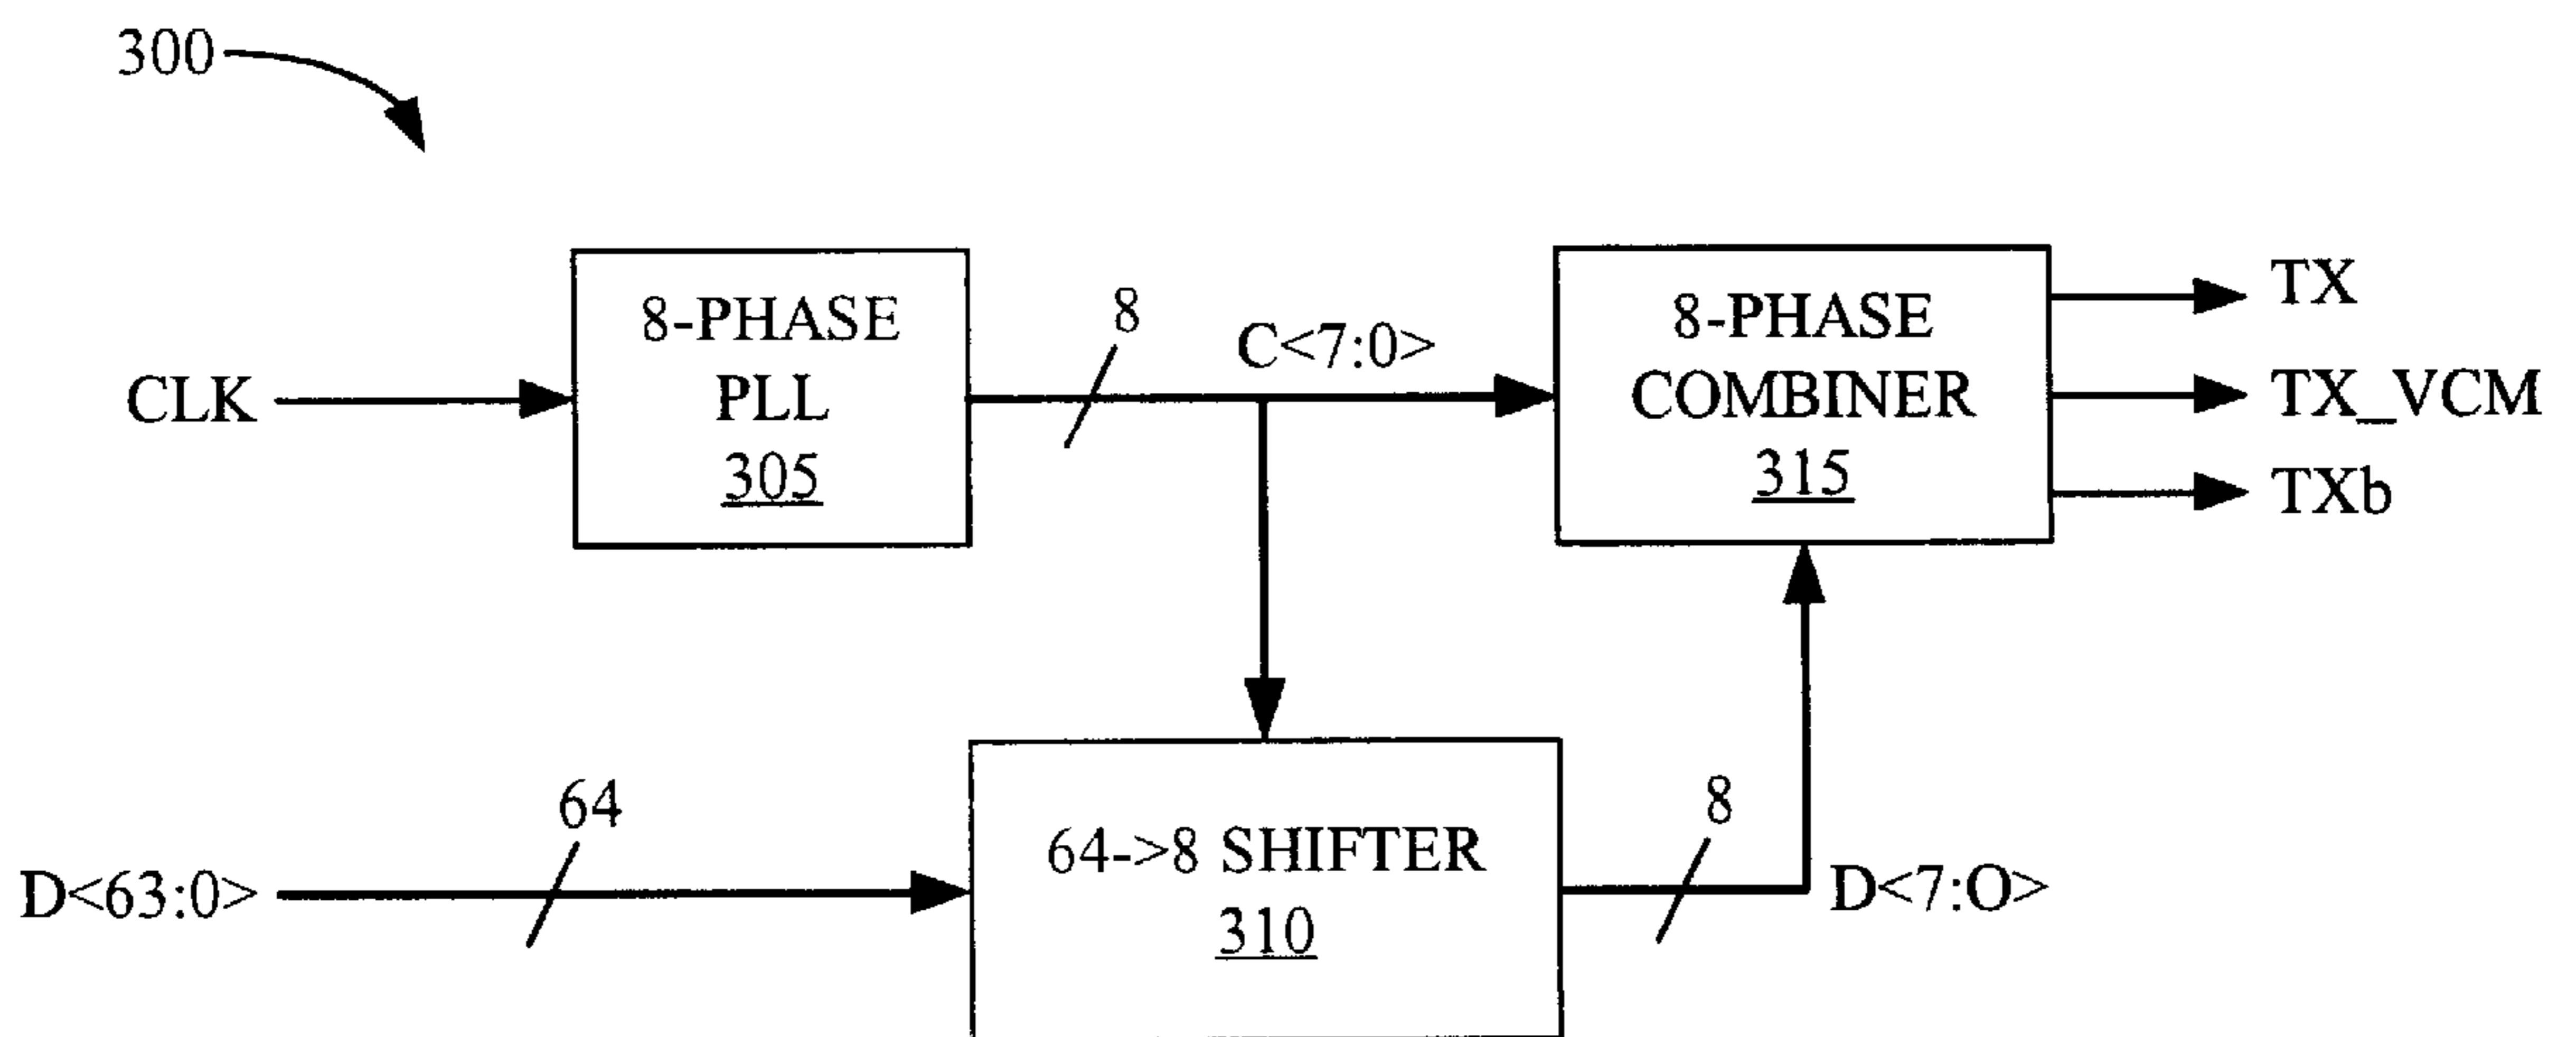 300
8-PHASE
PLL
305
CLK
8
C<7:0>
8-PHASE
COMBINER
315
TX
TX_VCM
TXb
D<63:0>
64
64->8 SHIFTER
310
8
D<7:O>